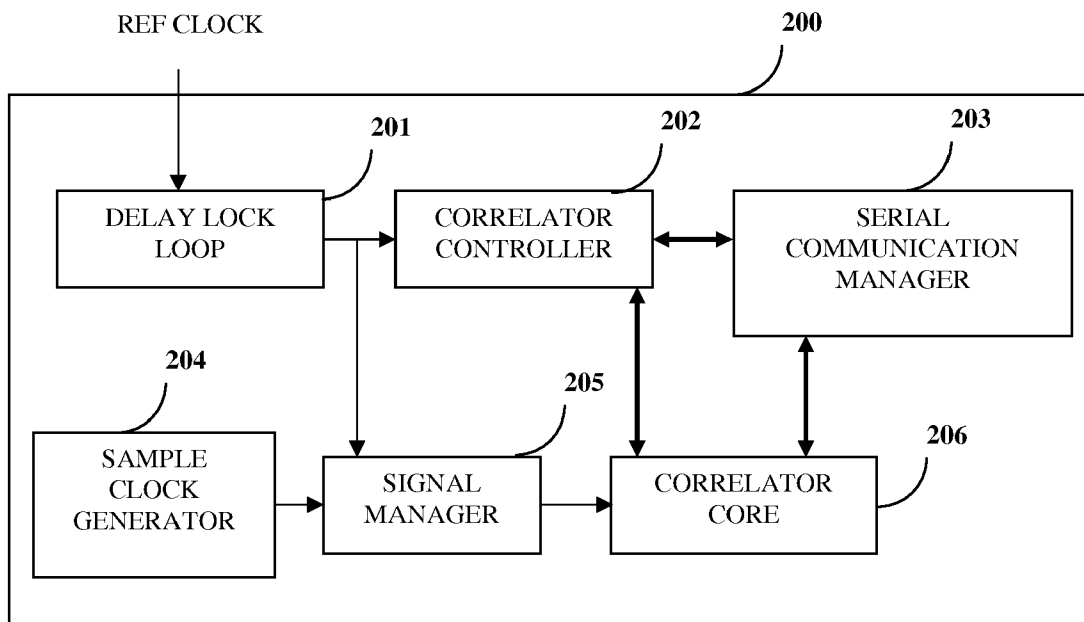 REF CLOCK
200
201
202
203
DELAY LOCK
LOOP
CORRELATOR
CONTROLLER
SERIAL
COMMUNICATION
MANAGER
204
205
206
SAMPLE
CLOCK
GENERATOR
SIGNAL
MANAGER
CORRELATOR
CORE